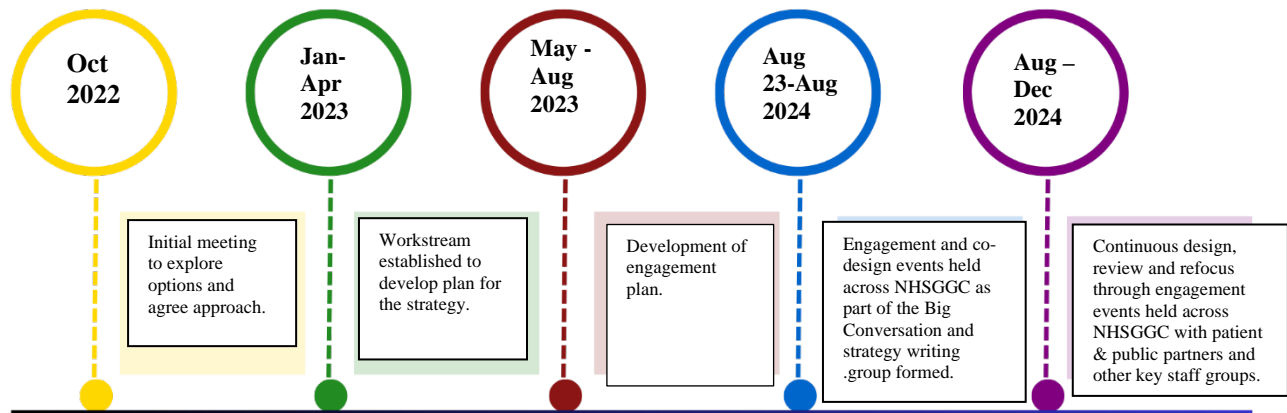 Oct
2022
Jan-
Apr
2023
May -
Aug
2023
Aug
23-Aug
2024
Aug –
Dec
2024
Initial meeting
to explore
options and
agree approach.
Workstream
established to
develop plan for
the strategy.
Development of
engagement
plan.
Engagement and co-
design events held
across NHSGGC as
part of the Big
Conversation and
strategy writing
.group formed.
Continuous design,
review and refocus
through engagement
events held across
NHSGGC with patient
& public partners and
other key staff groups.